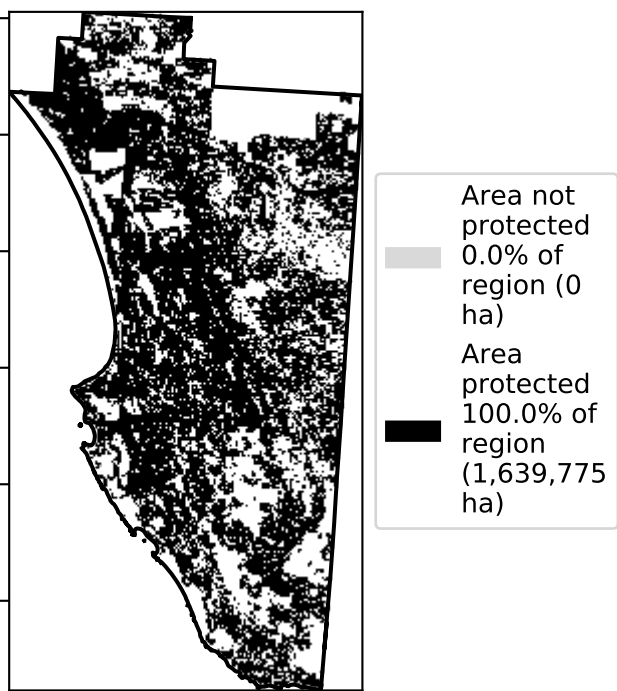 Area not
protected
0.0% of
region (0
ha)
Area
protected
100.0% of
region
(1,639,775
ha)